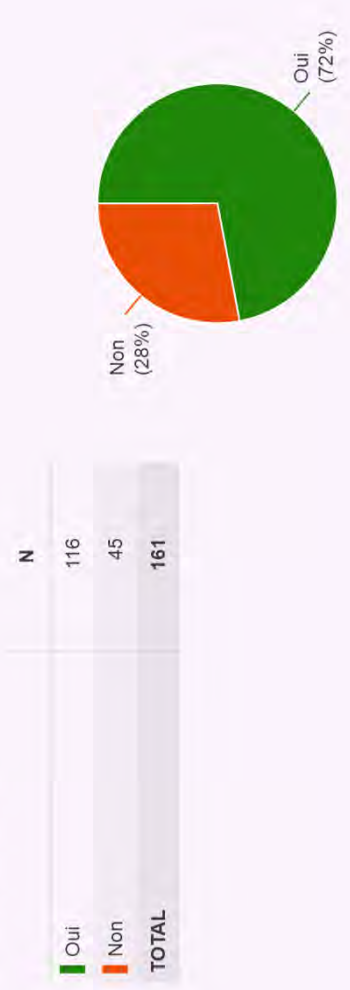 N
Oui 116
Non 45
TOTAL 161
Non
(28%)
Oui
(72%)